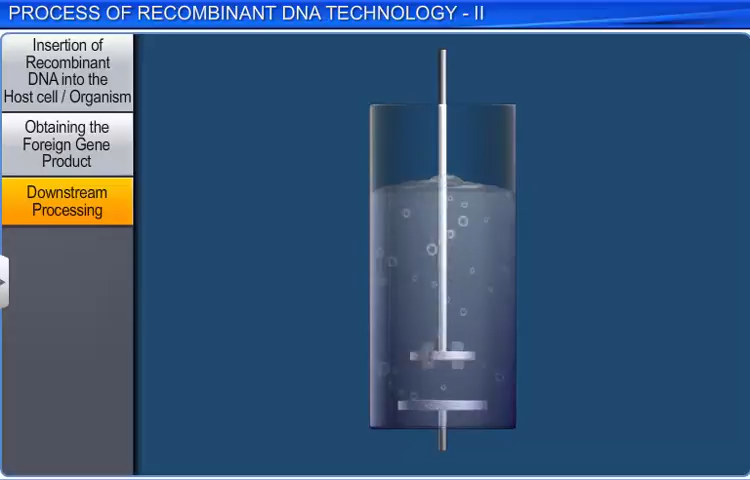 PROCESS OF RECOMBINANT DNA TECHNOLOGY - II
Insertion of
Recombinant
DNA into the
Host cell / Organism
Obtaining the
Foreign Gene
Product
Downstream
Processing